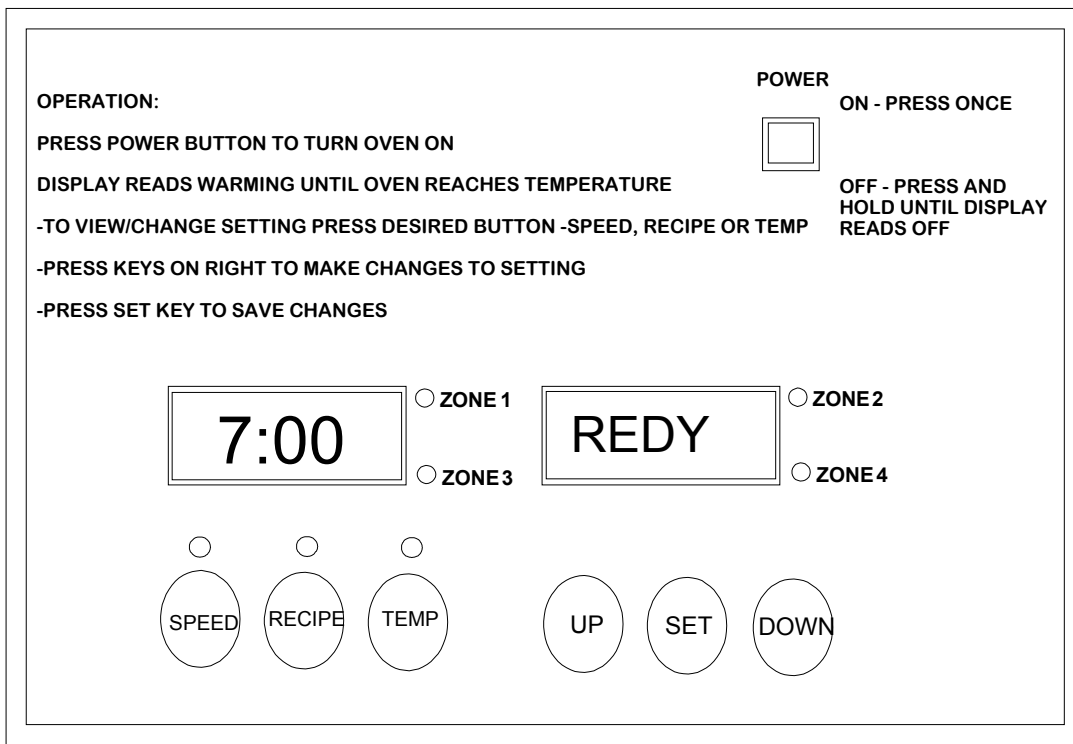 POWER
OPERATION:
ON - PRESS ONCE
PRESS POWER BUTTON TO TURN OVEN ON
DISPLAY READS WARMING UNTIL OVEN REACHES TEMPERATURE
OFF - PRESS AND
HOLD UNTIL DISPLAY
READS OFF
-TO VIEW/CHANGE SETTING PRESS DESIRED BUTTON -SPEED, RECIPE OR TEMP
-PRESS KEYS ON RIGHT TO MAKE CHANGES TO SETTING
-PRESS SET KEY TO SAVE CHANGES
7:00
ZONE 1
ZONE 3
REDY
ZONE 2
ZONE 4
SPEED
RECIPE
TEMP
UP
SET
DOWN